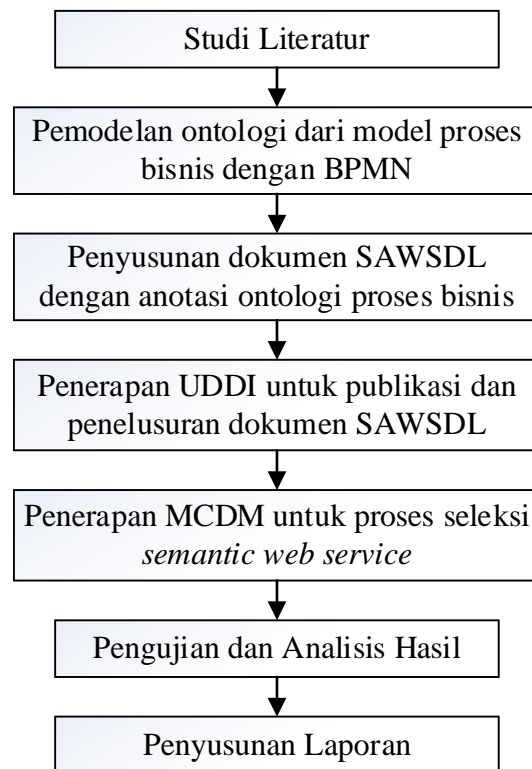 Studi Literatur
Pemodelan ontologi dari model proses
bisnis dengan BPMN
Penyusunan dokumen SAWSDL
dengan anotasi ontologi proses bisnis
Penerapan UDDI untuk publikasi dan
penelusuran dokumen SAWSDL
Penerapan MCDM untuk proses seleksi
semantic web service
Pengujian dan Analisis Hasil
Penyusunan Laporan